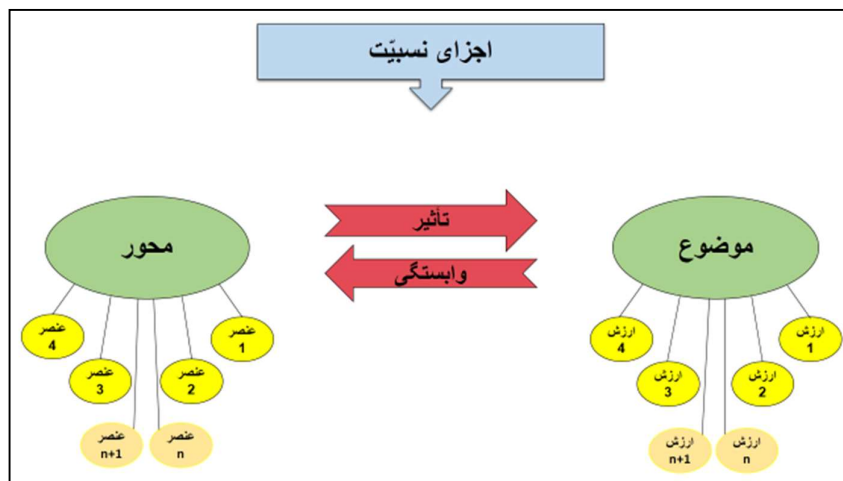 اجزای نسبیّت
تأثیر
وابستگی
موضوع
ارزش
1
ارزش
2
ارزش
3
ارزش
4
ارزش
n
ارزش
n+1
محور
عنصر
1
عنصر
2
عنصر
3
عنصر
4
عنصر
n
عنصر
n+1